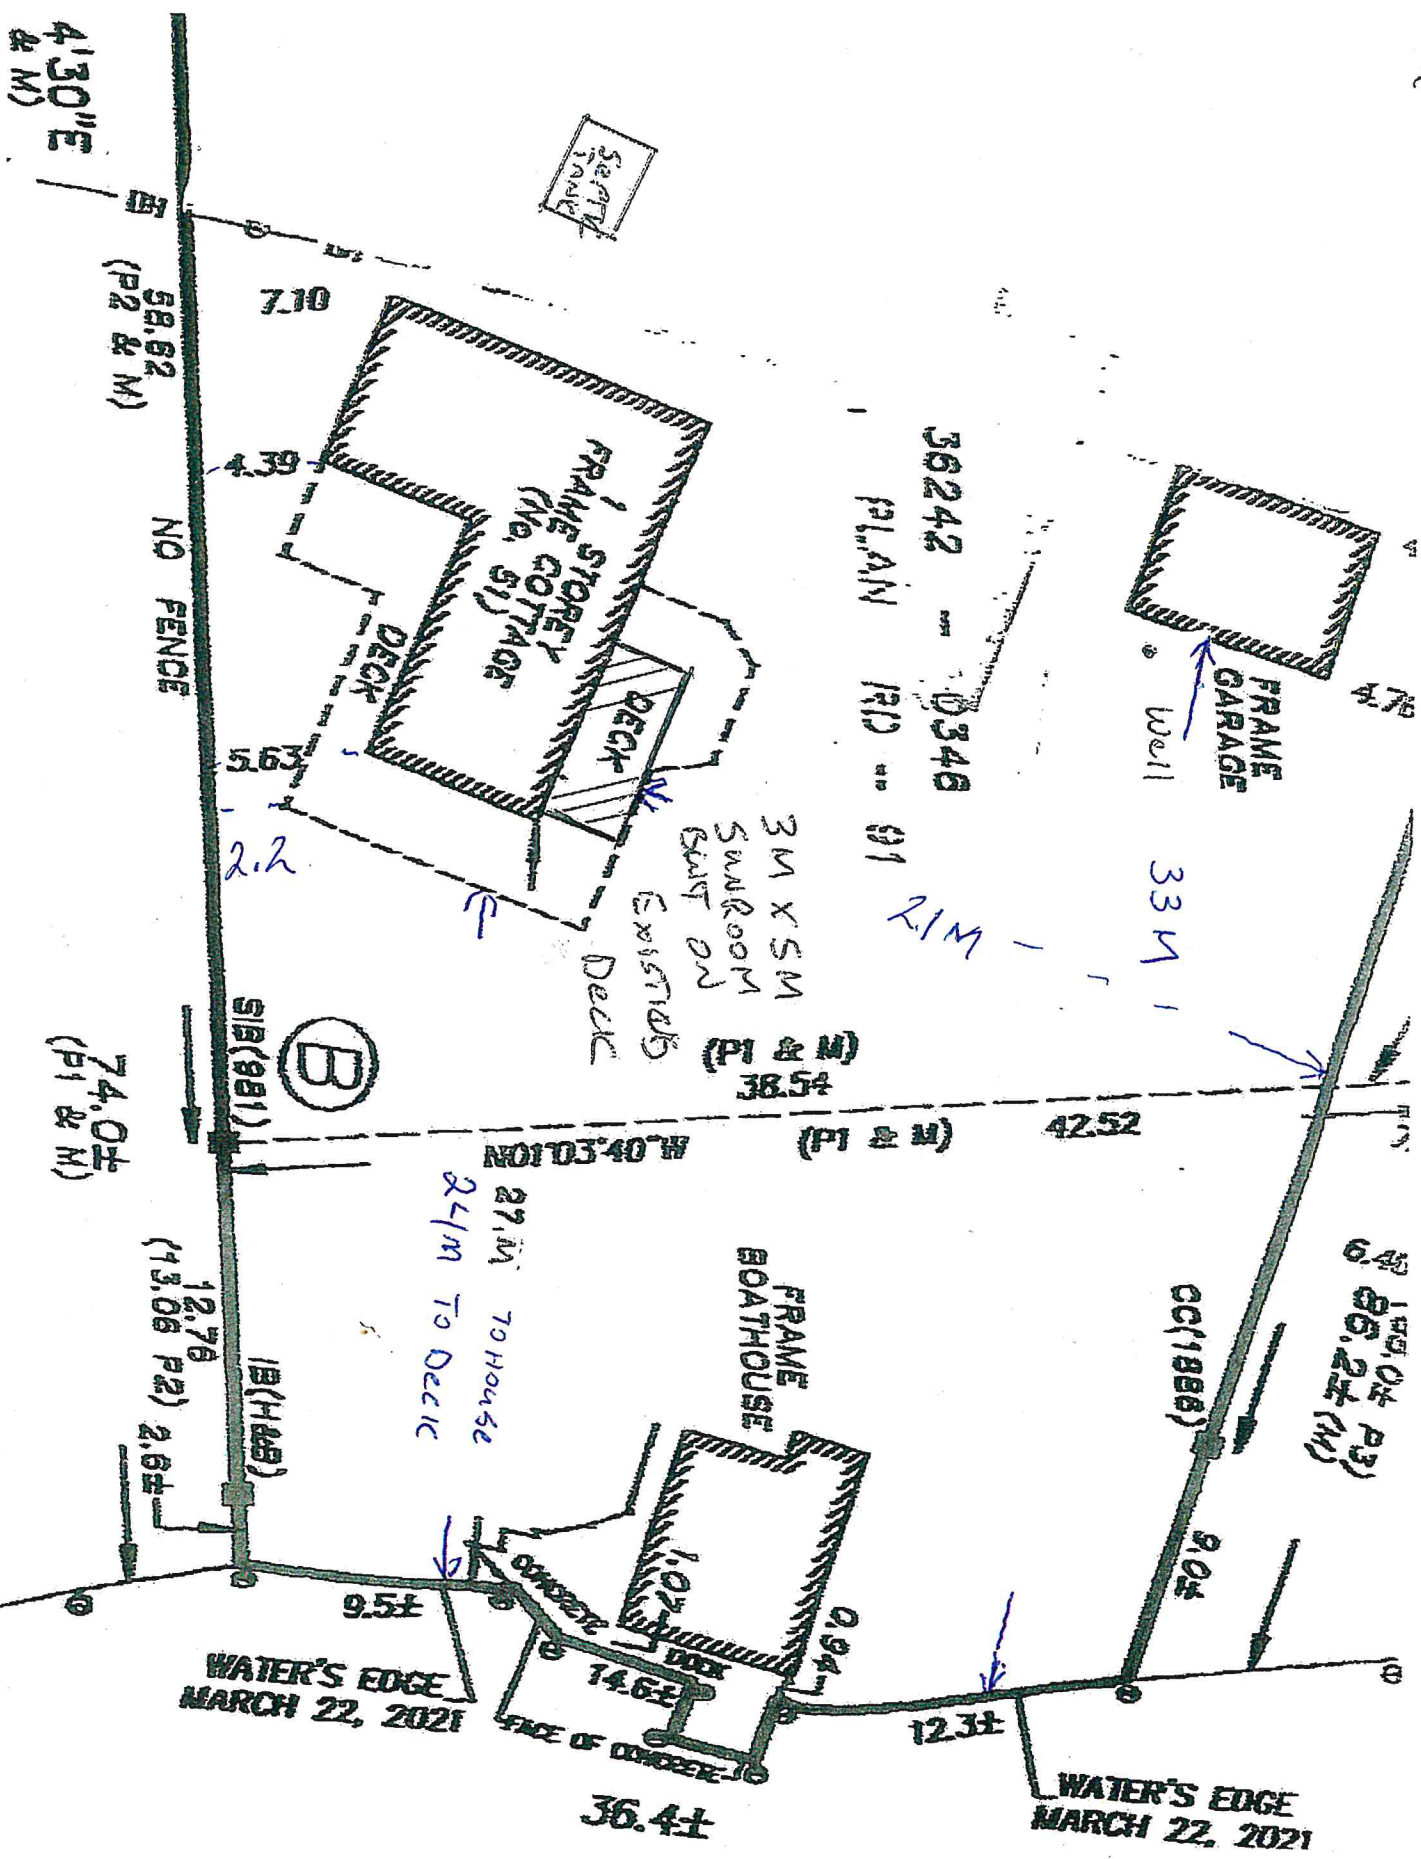 4'30"E
& M)
SEPTIC
TANK
7.10
58.62
(P2 & M)
4.39
NO FENCE
1 STOREY
FRAME COTTAGE
(No. 51)
DECK
DECK
5.63
2.2
36242 - 0346
PLAN RD - 01
FRAME
GARAGE
well
4.76
33M
21M
3M X 5M
SunRoom
Built ON
Existing
Deck
(P1 & M)
38.54
N01°03'40"W
(P1 & M)
42.52
B
SIB(981)
74.0±
(P1 & M)
12.76
(13.06 P2)
2.6±
IB(H&B)
27.M TO House
24M TO Deck
FRAME
BOATHOUSE
CC(1888)
6.45
86.2± (M)
9.0±
1.07
0.94
CONCRETE
DOCK
14.6±
FACE OF CONCRETE
9.5±
WATER'S EDGE
MARCH 22, 2021
12.3±
WATER'S EDGE
MARCH 22, 2021
36.4±